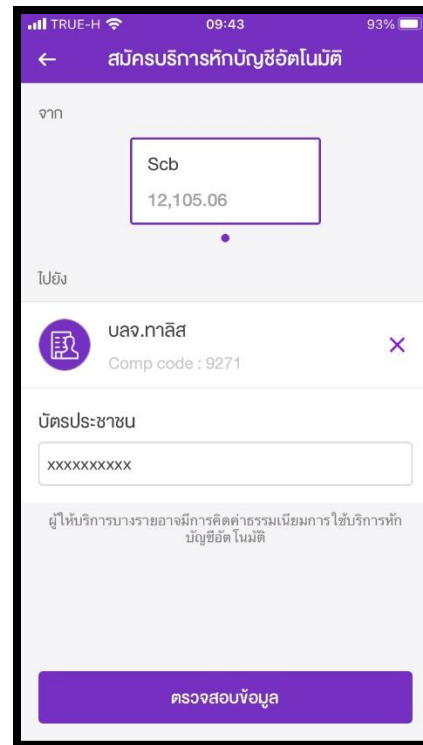 TRUE-H 09:43 93%
สมัครบริการหักบัญชีอัตโนมัติ
จาก
Scb
12,105.06
ไปยัง
บลจ.ทาลิส
Comp code : 9271
บัตรประชาชน
xxxxxxxxxx
ผู้ให้บริการบางรายอาจมีการคิดค่าธรรมเนียมการใช้บริการหัก
บัญชีอัตโนมัติ
ตรวจสอบข้อมูล